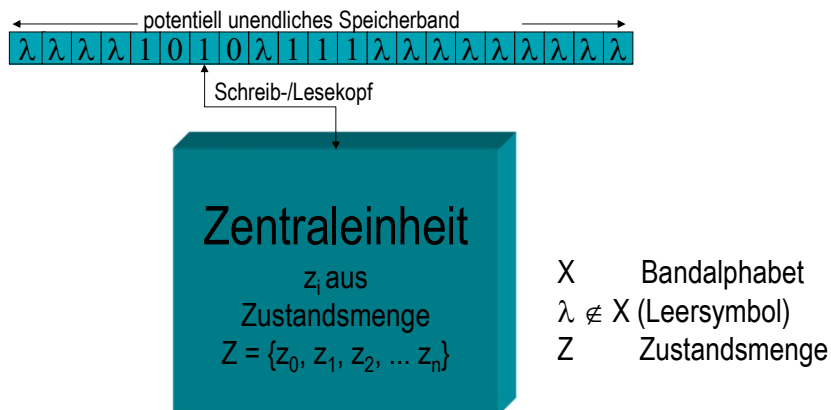 potentiell unendliches Speicherband
λ λ λ λ 1 0 1 0 λ 1 1 1 λ λ λ λ λ λ λ λ λ
Schreib-/Lesekopf
Zentraleinheit
zᵢ aus
Zustandsmenge
Z = {z₀, z₁, z₂, ... zₙ}
X Bandalphabet
λ ∉ X (Leersymbol)
Z Zustandsmenge